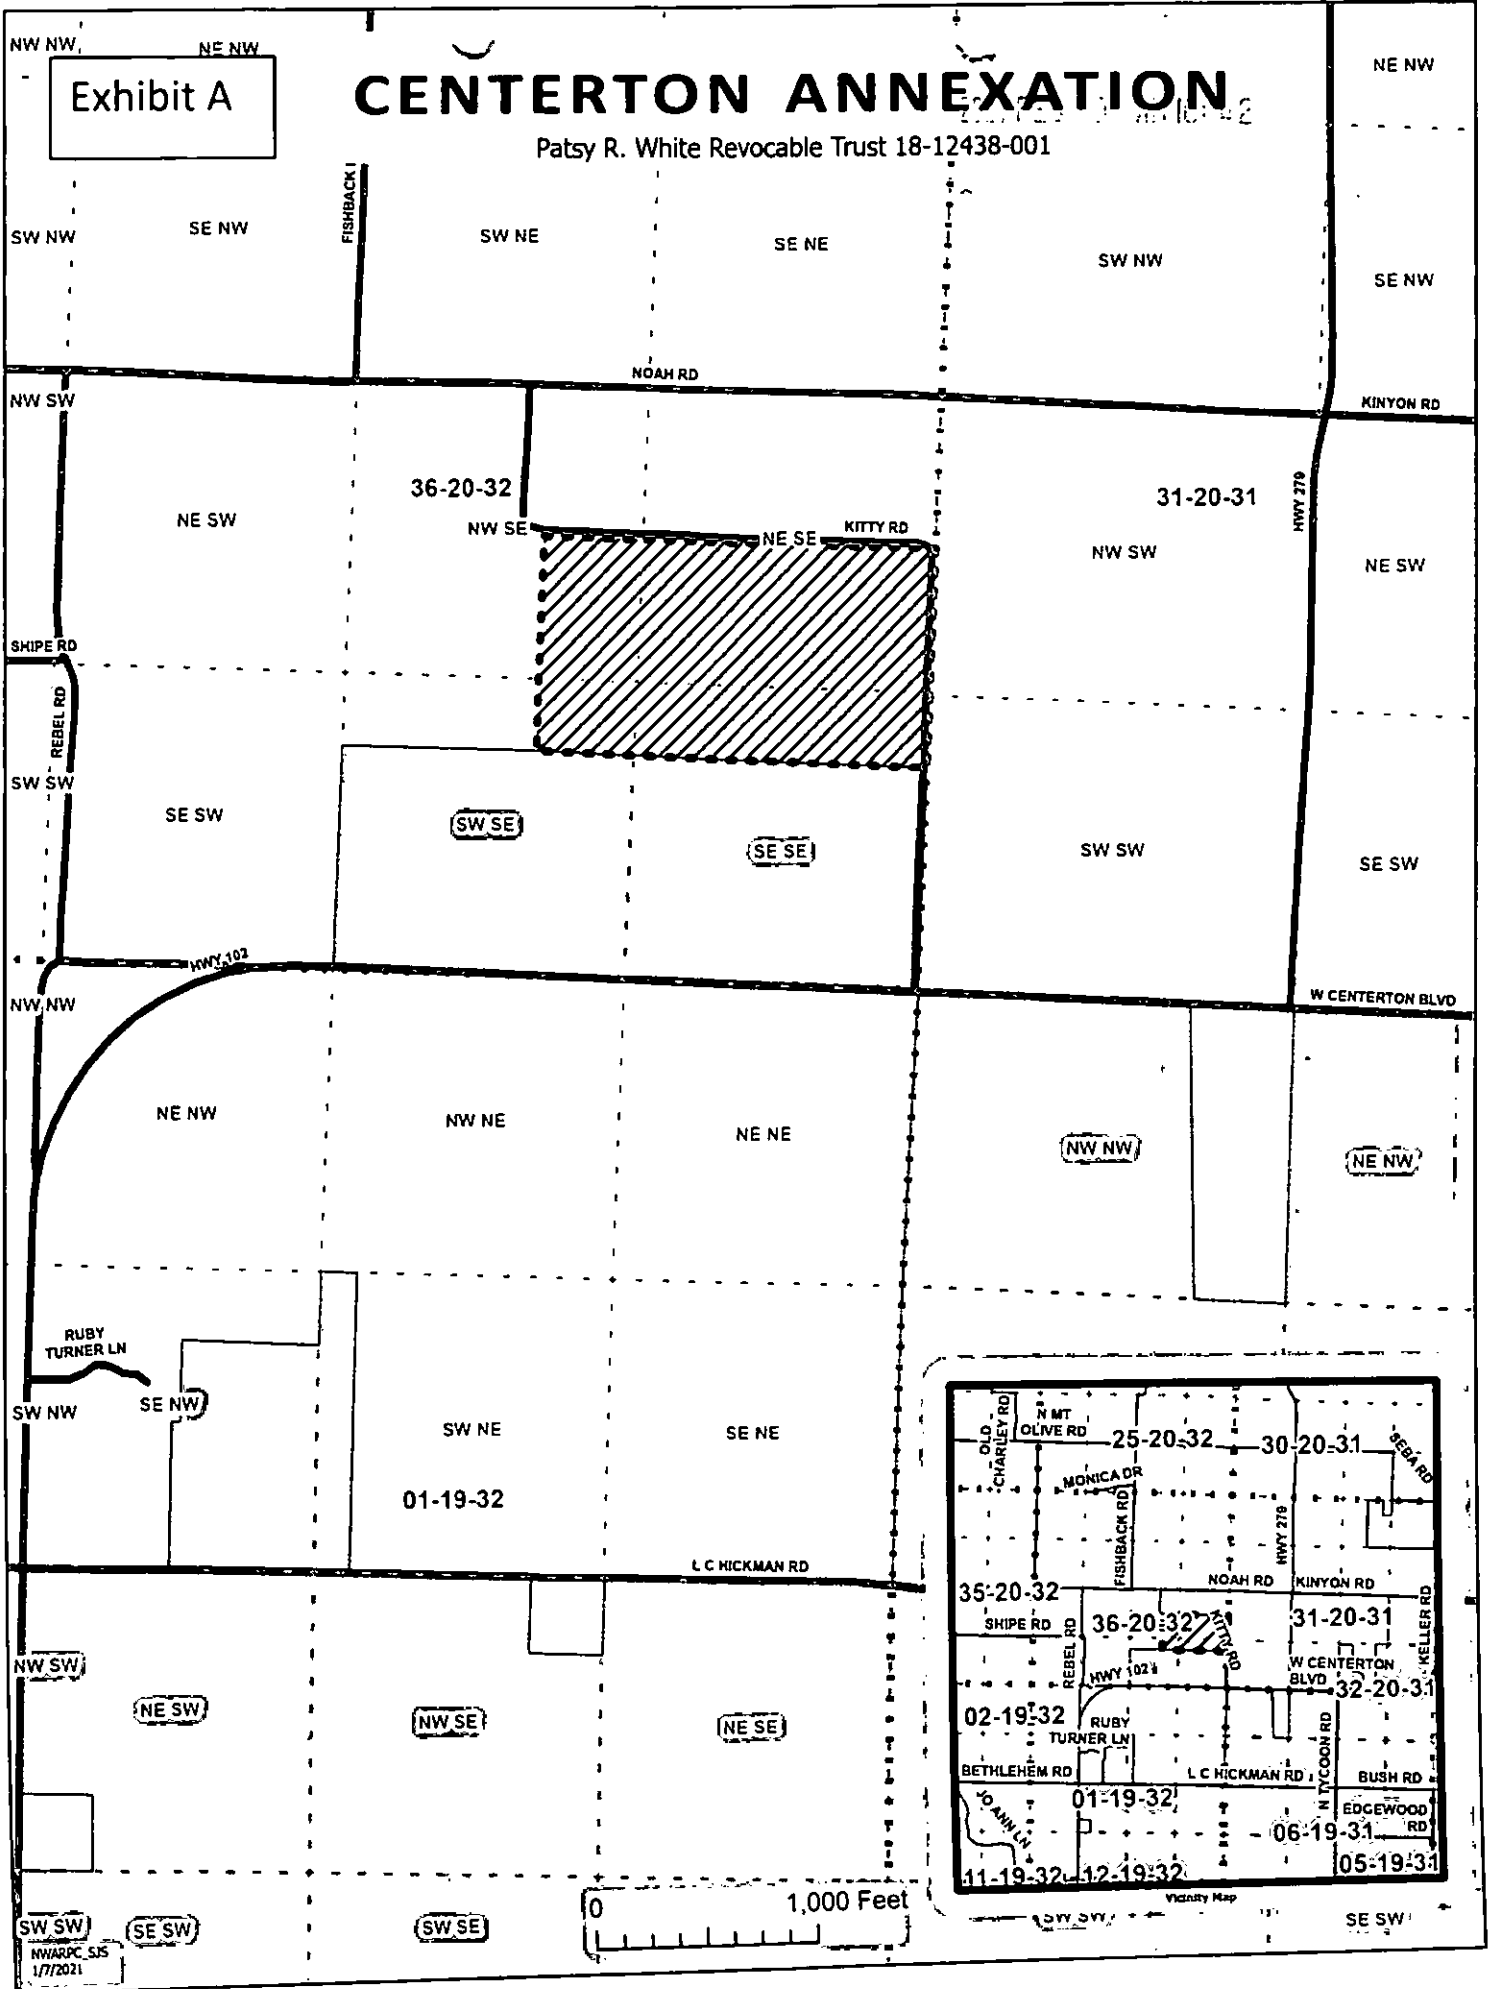 NW NW
NE NW
Exhibit A
CENTERTON ANNEXATION
Patsy R. White Revocable Trust 18-12438-001
NE NW
SW NW
SE NW
FISHBACK
SW NE
SE NE
SW NW
SE NW
NOAH RD
KINYON RD
NW SW
NE SW
36-20-32
NW SE
NE SE
KITTY RD
31-20-31
HWY 279
NW SW
NE SW
SHIPE RD
REBEL RD
SW SW
SE SW
SW SE
SE SE
SW SW
SE SW
HWY 102
W CENTERTON BLVD
NW NW
NE NW
NW NE
NE NE
NW NW
NE NW
RUBY
TURNER LN
SW NW
SE NW
SW NE
SE NE
01-19-32
L C HICKMAN RD
NW SW
NE SW
NW SE
NE SE
SW SW
SE SW
SW SE
SW SW
SE SW
NWARPC_SJS
1/7/2021
0
1,000 Feet
OLD
CHARLEY RD
N MT
OLIVE RD
25-20-32
30-20-31
SEBA RD
MONICA DR
FISHBACK RD
HWY 279
35-20-32
NOAH RD
KINYON RD
SHIPE RD
REBEL RD
36-20-32
KITTY RD
31-20-31
KELLER RD
HWY 102
W CENTERTON
BLVD
32-20-31
02-19-32
RUBY
TURNER LN
N TYCOON RD
BETHLEHEM RD
L C HICKMAN RD
BUSH RD
01-19-32
JO ANN LN
EDGEWOOD
RD
06-19-31
11-19-32
12-19-32
05-19-31
Vicinity Map